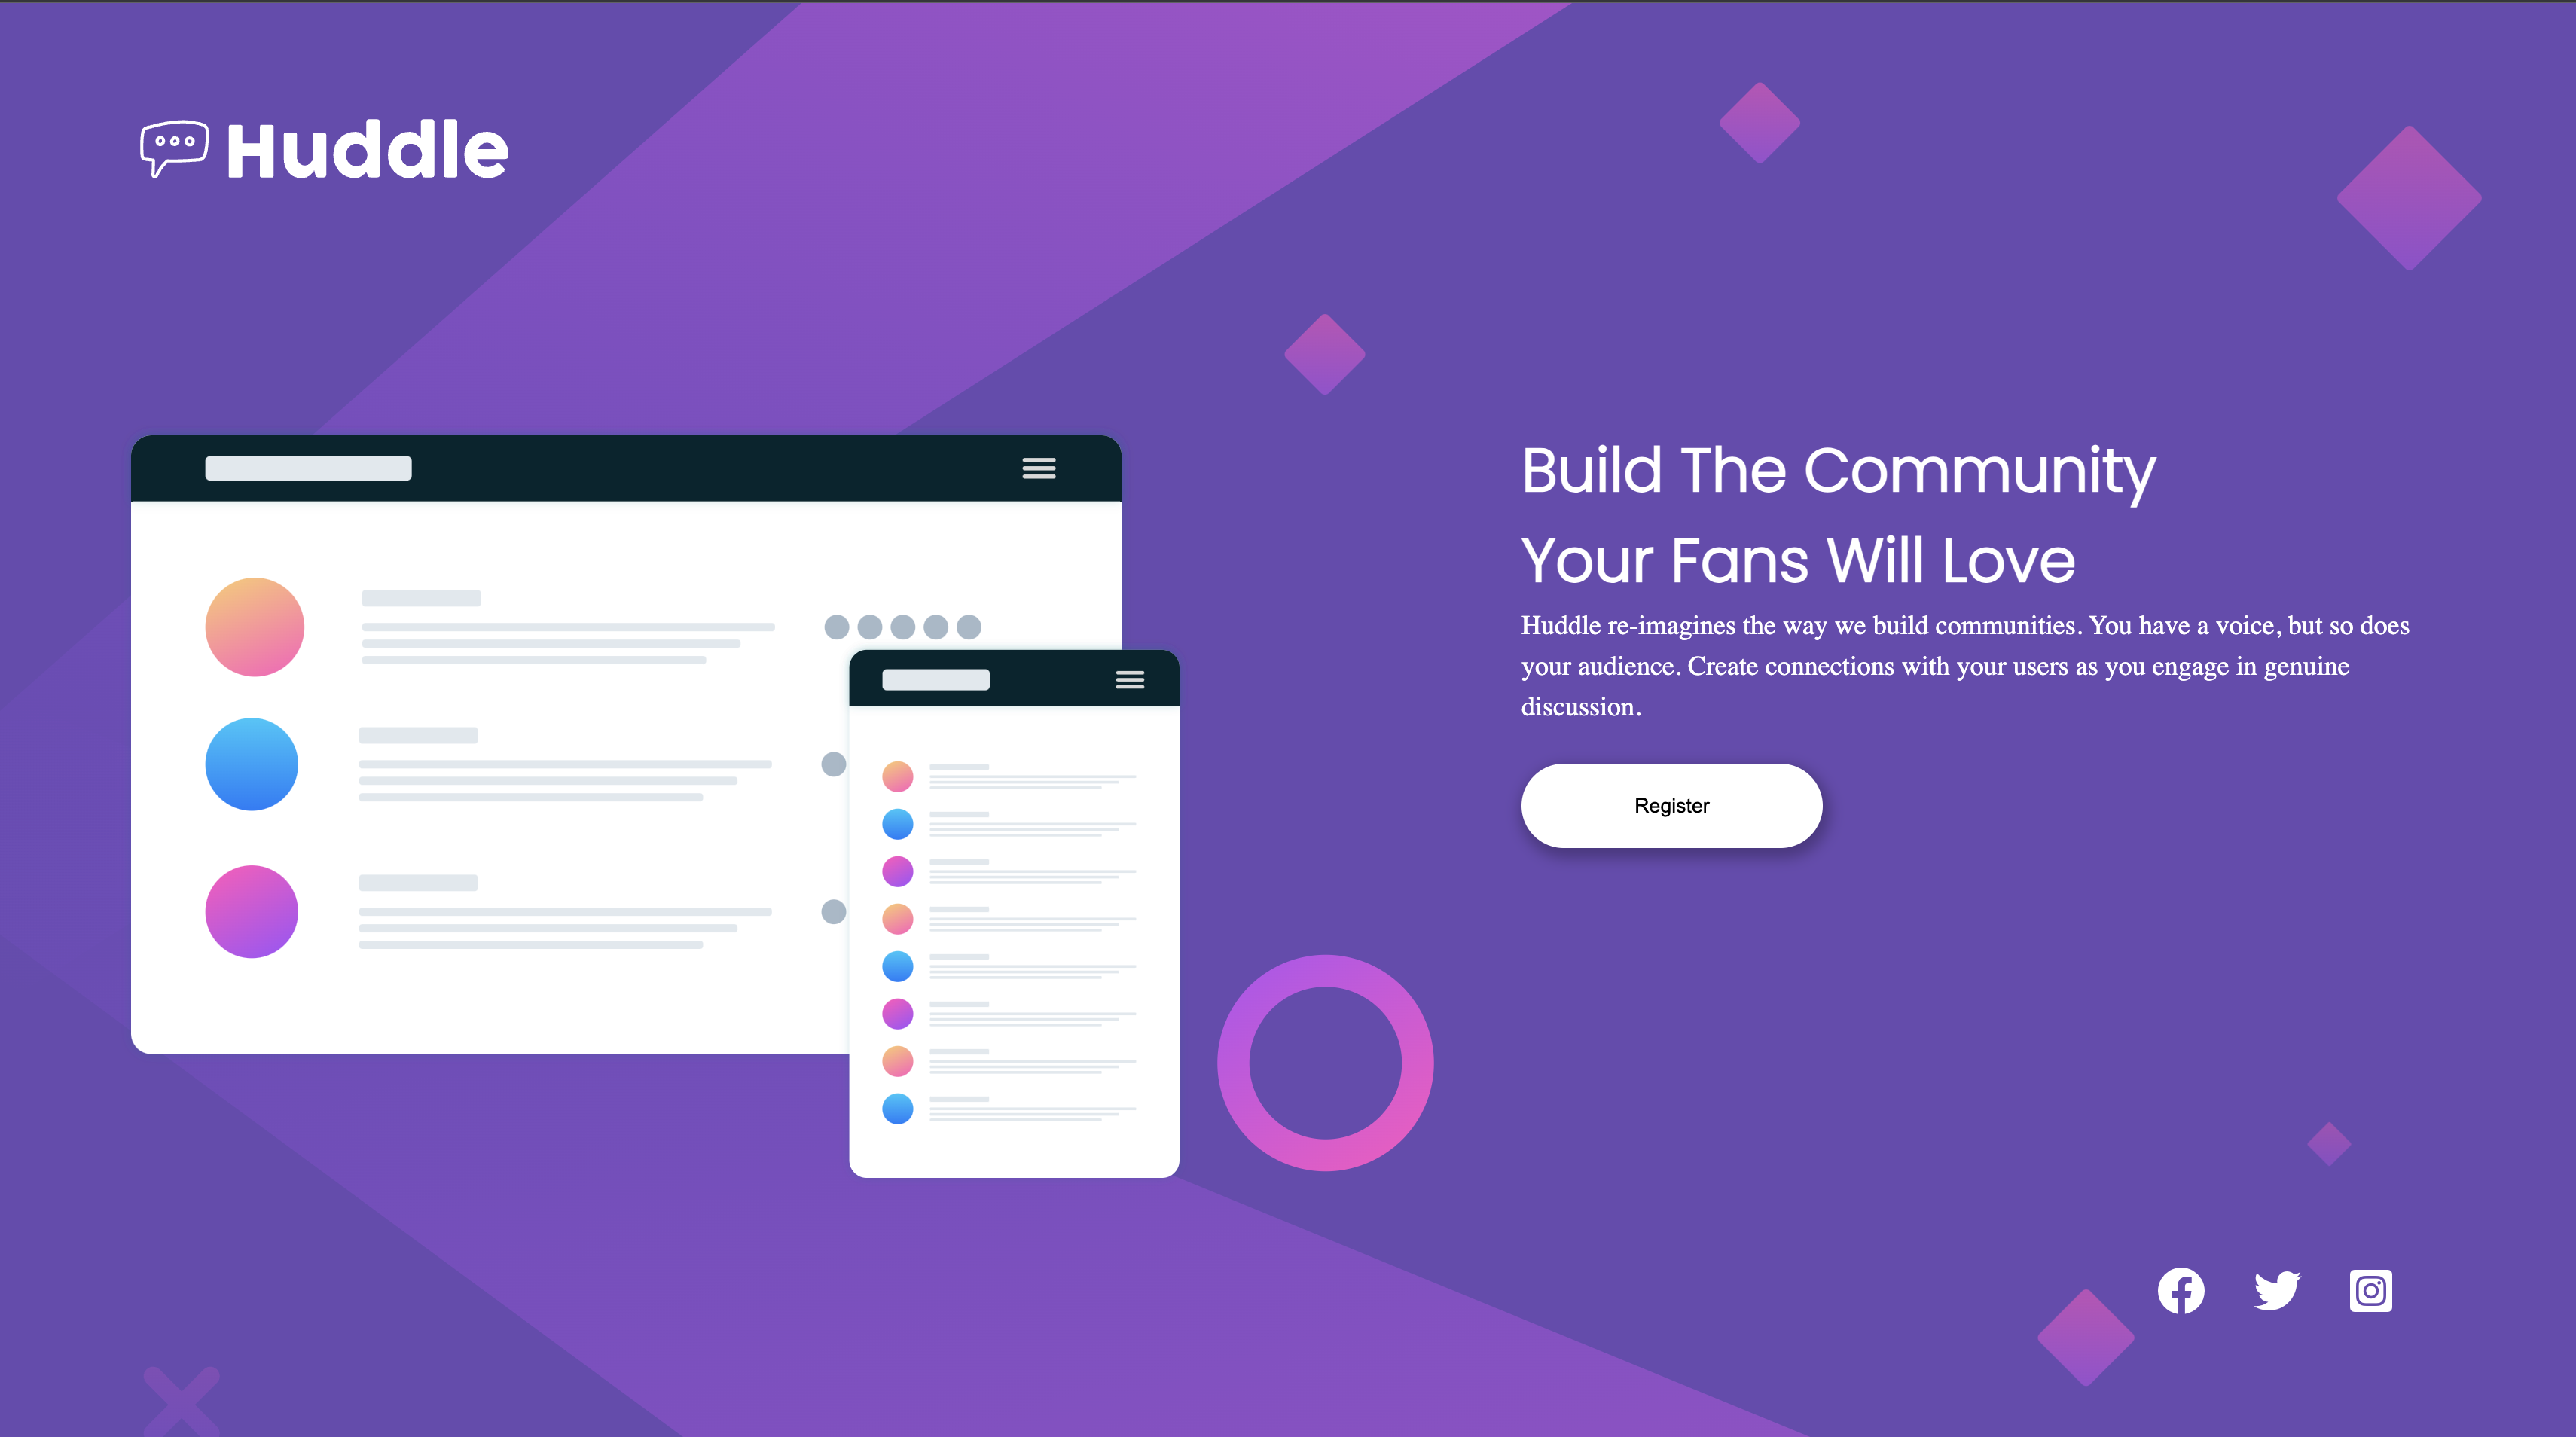 Huddle
Build The Community
Your Fans Will Love
Huddle re-imagines the way we build communities. You have a voice, but so does
your audience. Create connections with your users as you engage in genuine
discussion.
Register